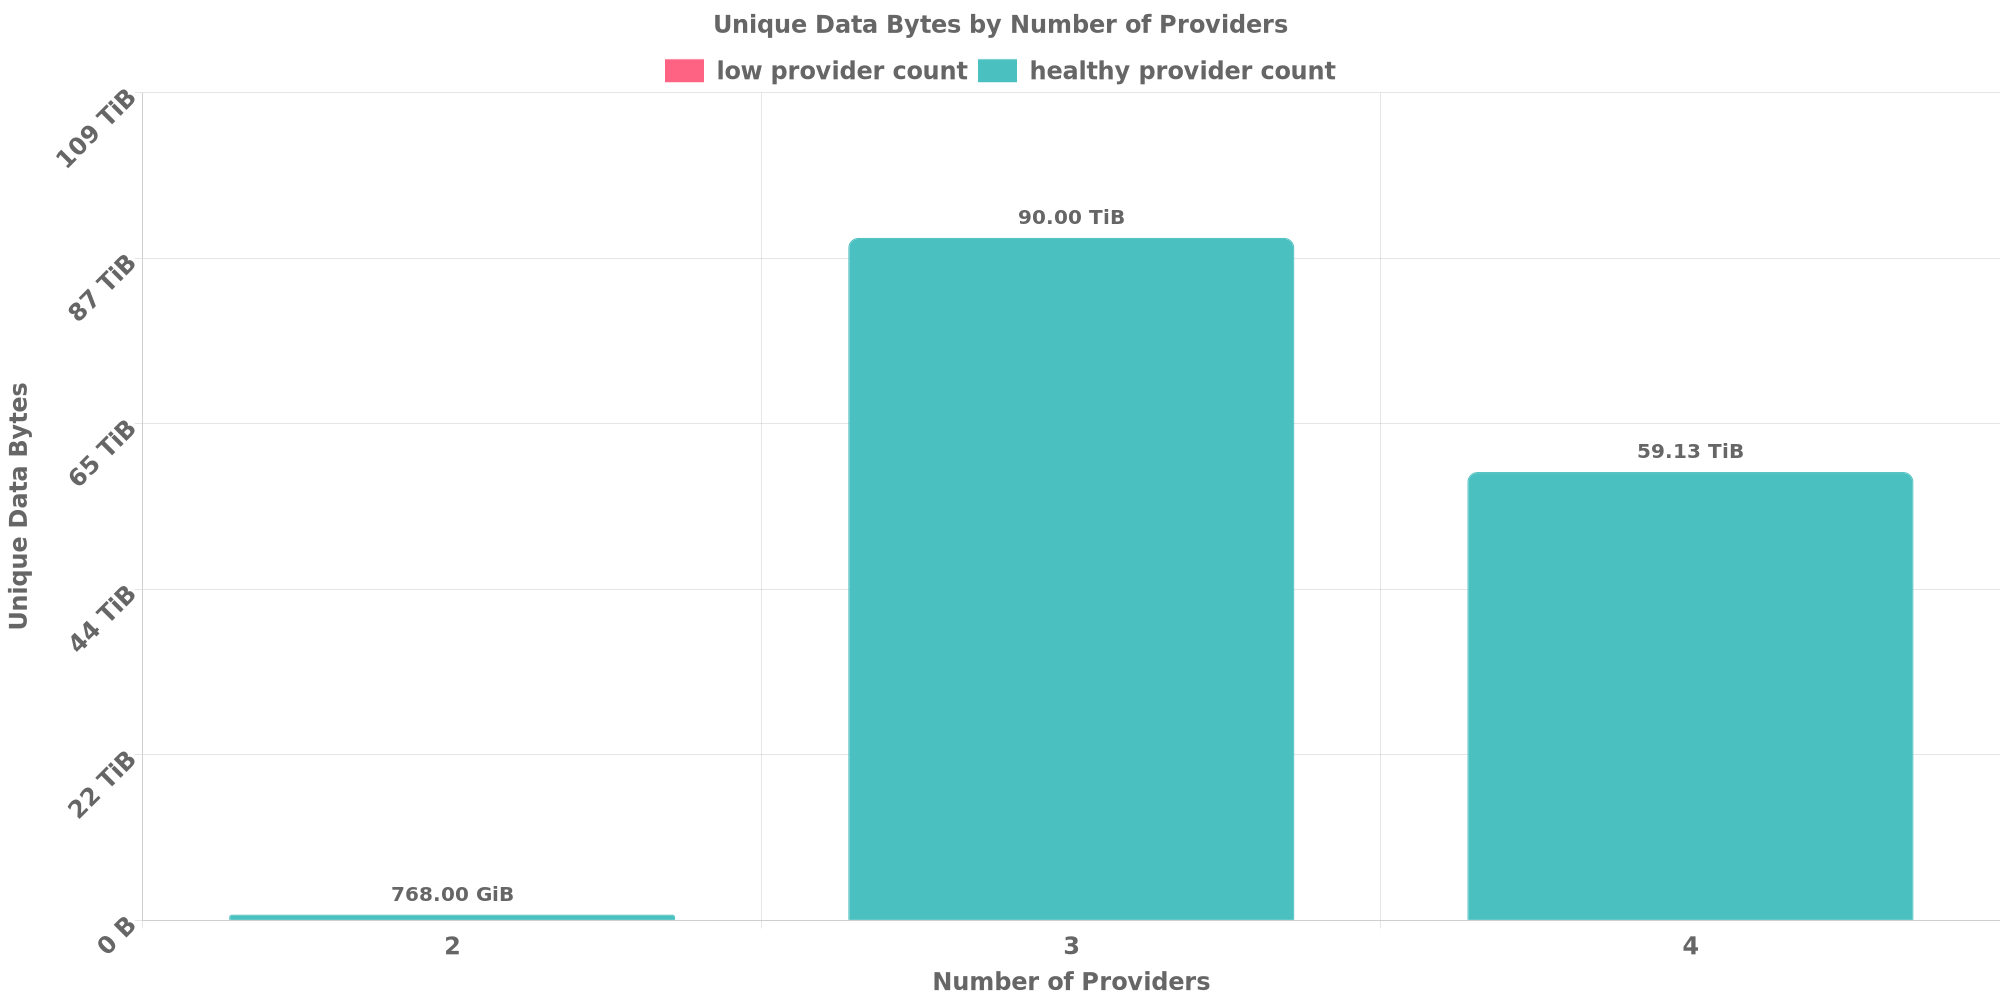 Unique Data Bytes by Number of Providers
low provider count healthy provider count
109 TiB
87 TiB
65 TiB
44 TiB
22 TiB
0 B
Unique Data Bytes
768.00 GiB
90.00 TiB
59.13 TiB
2 3 4
Number of Providers